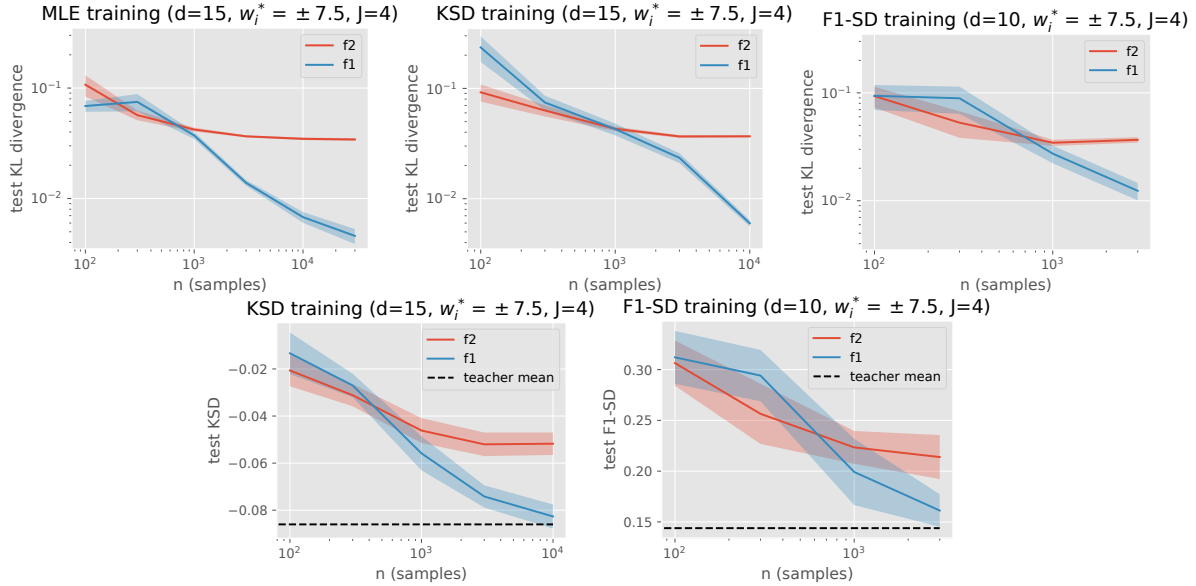 MLE training (d=15, $w_i^*$ = ±7.5, J=4)
f2
f1
10⁻¹
10⁻²
test KL divergence
10²
10³
10⁴
n (samples)
KSD training (d=15, $w_i^*$ = ±7.5, J=4)
f2
f1
10⁻¹
10⁻²
test KL divergence
10²
10³
10⁴
n (samples)
F1-SD training (d=10, $w_i^*$ = ±7.5, J=4)
f2
f1
10⁻¹
10⁻²
test KL divergence
10²
10³
n (samples)
KSD training (d=15, $w_i^*$ = ±7.5, J=4)
f2
f1
teacher mean
−0.02
−0.04
−0.06
−0.08
test KSD
10²
10³
10⁴
n (samples)
F1-SD training (d=10, $w_i^*$ = ±7.5, J=4)
f2
f1
teacher mean
0.30
0.25
0.20
0.15
test F1-SD
10²
10³
n (samples)